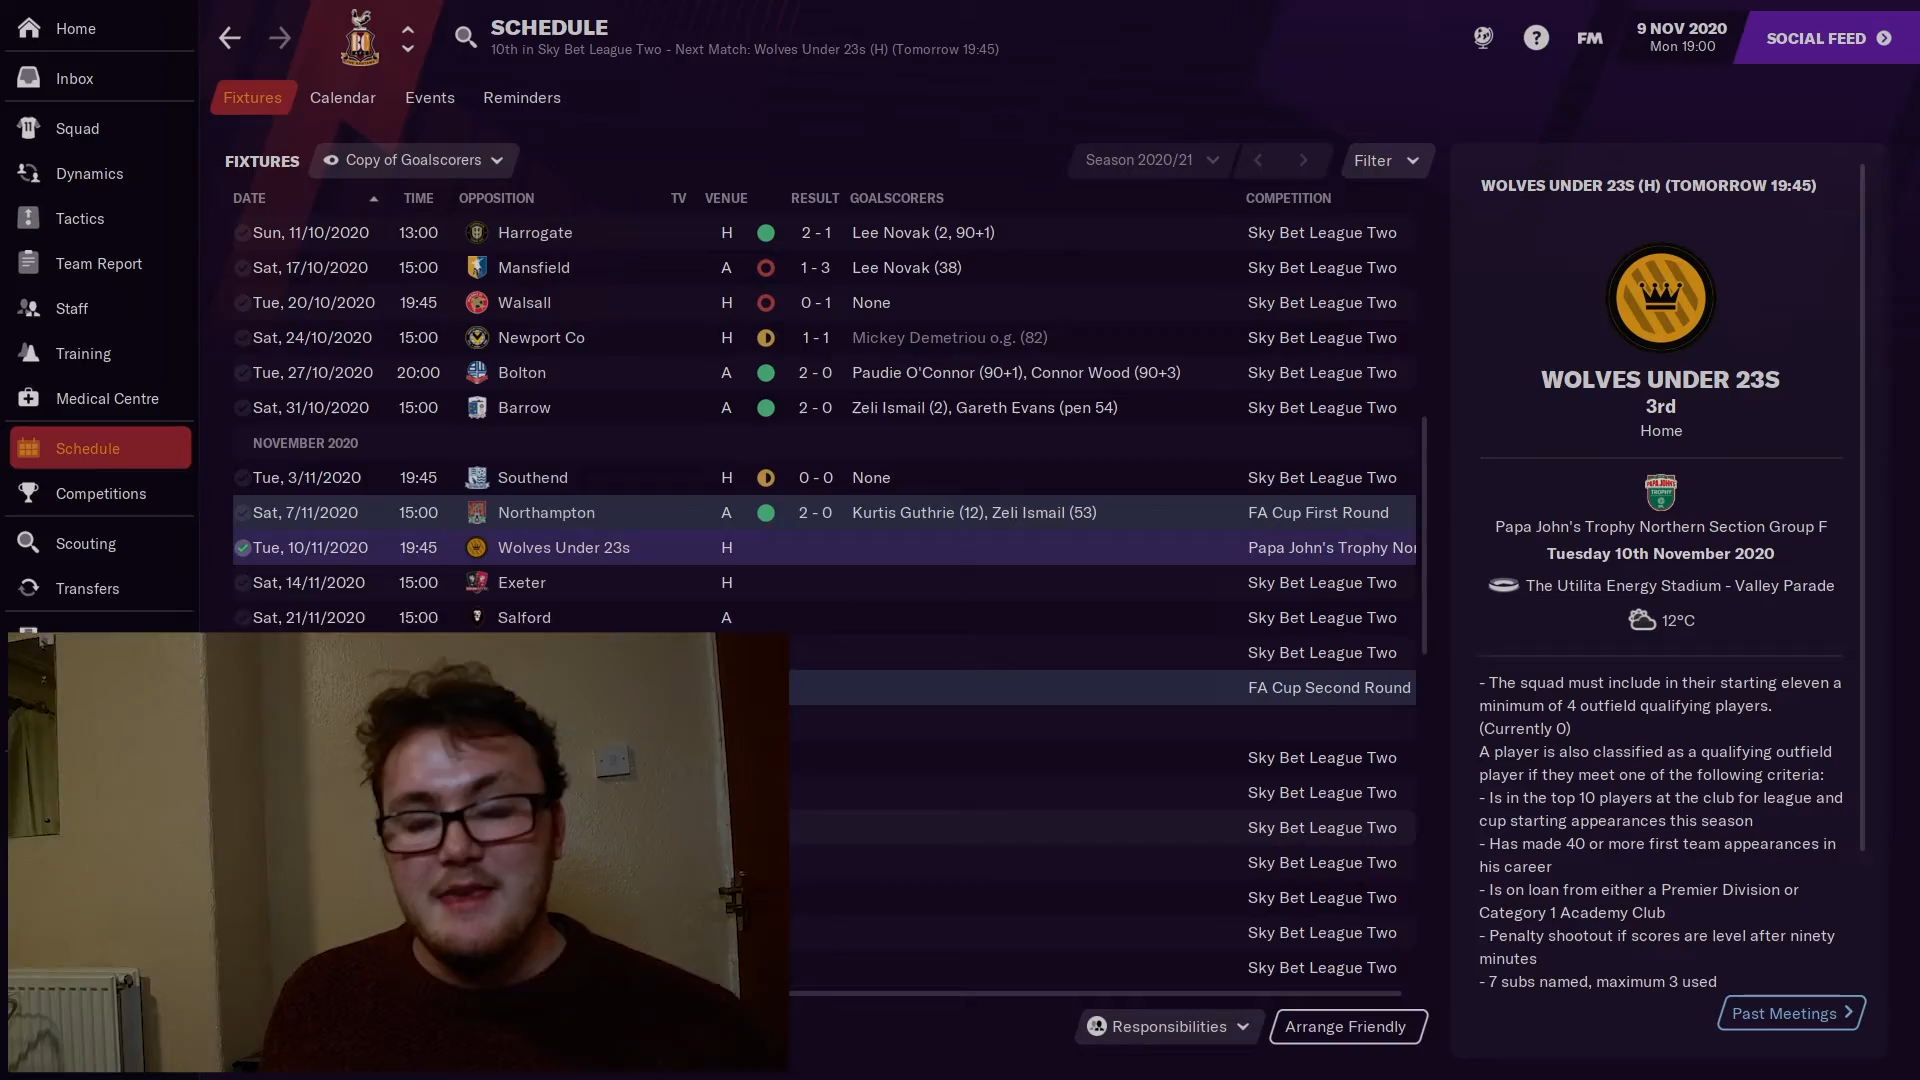 Home
Inbox
Squad
Dynamics
Tactics
Team Report
Staff
Training
Medical Centre
Schedule
Competitions
Scouting
Transfers
SCHEDULE
10th in Sky Bet League Two - Next Match: Wolves Under 23s (H) (Tomorrow 19:45)
? FM 9 NOV 2020
Mon 19:00
SOCIAL FEED
Fixtures Calendar Events Reminders
FIXTURES Copy of Goalscorers Season 2020/21 Filter
DATE TIME OPPOSITION TV VENUE RESULT GOALSCORERS COMPETITION
Sun, 11/10/2020 13:00 Harrogate H 2 - 1 Lee Novak (2, 90+1) Sky Bet League Two
Sat, 17/10/2020 15:00 Mansfield A 1 - 3 Lee Novak (38) Sky Bet League Two
Tue, 20/10/2020 19:45 Walsall H 0 - 1 None Sky Bet League Two
Sat, 24/10/2020 15:00 Newport Co H 1 - 1 Mickey Demetriou o.g. (82) Sky Bet League Two
Tue, 27/10/2020 20:00 Bolton A 2 - 0 Paudie O'Connor (90+1), Connor Wood (90+3) Sky Bet League Two
Sat, 31/10/2020 15:00 Barrow A 2 - 0 Zeli Ismail (2), Gareth Evans (pen 54) Sky Bet League Two
NOVEMBER 2020
Tue, 3/11/2020 19:45 Southend H 0 - 0 None Sky Bet League Two
Sat, 7/11/2020 15:00 Northampton A 2 - 0 Kurtis Guthrie (12), Zeli Ismail (53) FA Cup First Round
Tue, 10/11/2020 19:45 Wolves Under 23s H Papa John's Trophy Nor
Sat, 14/11/2020 15:00 Exeter H Sky Bet League Two
Sat, 21/11/2020 15:00 Salford A Sky Bet League Two
Sky Bet League Two
FA Cup Second Round
Sky Bet League Two
Sky Bet League Two
Sky Bet League Two
Sky Bet League Two
Sky Bet League Two
Sky Bet League Two
Sky Bet League Two
Responsibilities Arrange Friendly
WOLVES UNDER 23S (H) (TOMORROW 19:45)
WOLVES UNDER 23S
3rd
Home
PAPA JOHN'S
TROPHY
Papa John's Trophy Northern Section Group F
Tuesday 10th November 2020
The Utilita Energy Stadium - Valley Parade
12°C
- The squad must include in their starting eleven a
minimum of 4 outfield qualifying players.
(Currently 0)
A player is also classified as a qualifying outfield
player if they meet one of the following criteria:
- Is in the top 10 players at the club for league and
cup starting appearances this season
- Has made 40 or more first team appearances in
his career
- Is on loan from either a Premier Division or
Category 1 Academy Club
- Penalty shootout if scores are level after ninety
minutes
- 7 subs named, maximum 3 used
Past Meetings